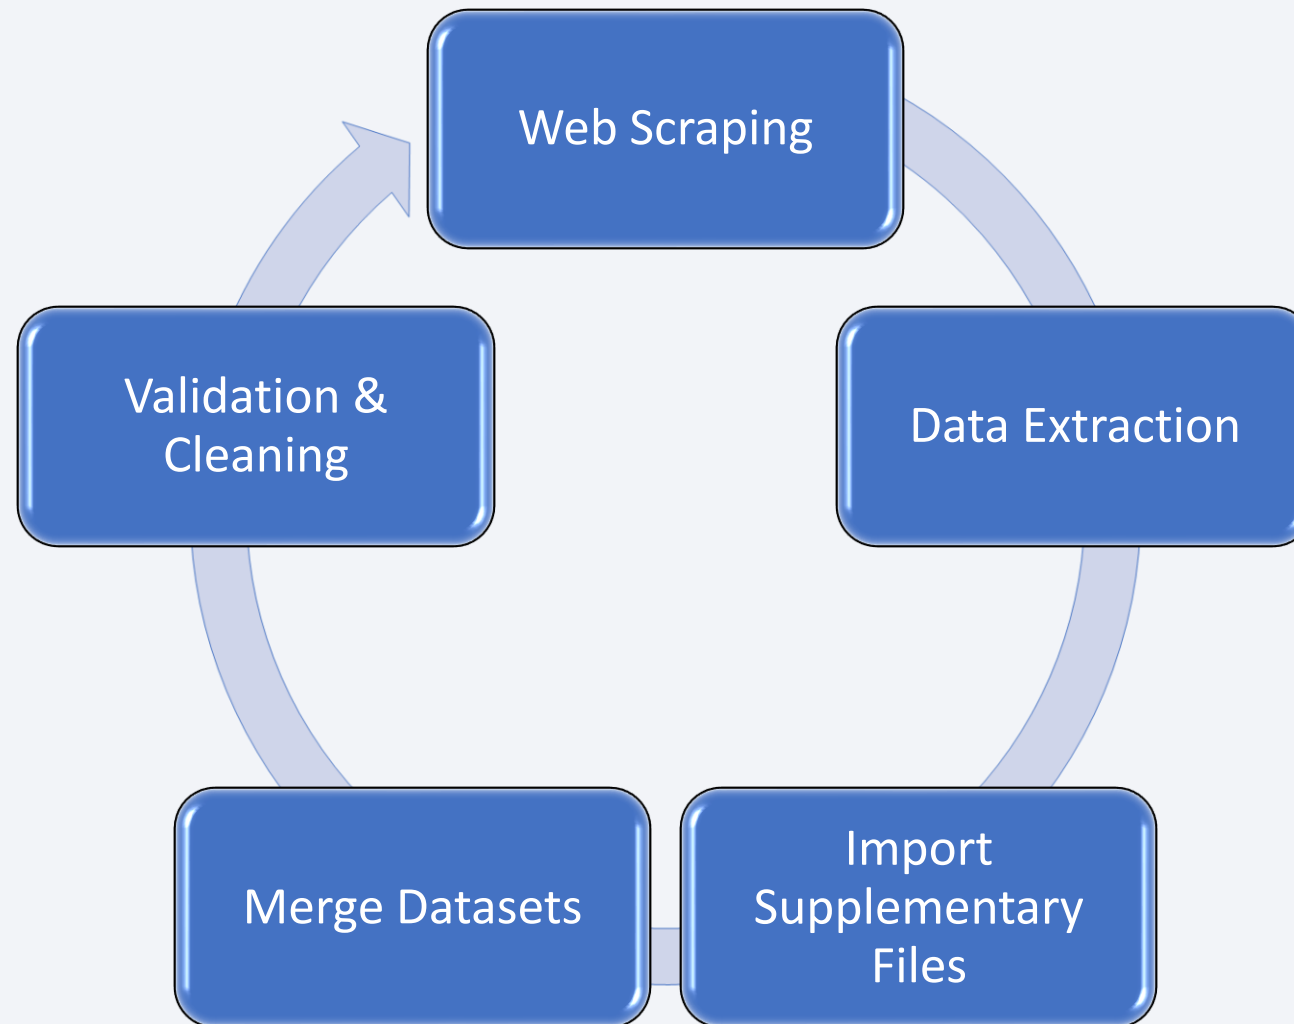 Web Scraping
Data Extraction
Import
Supplementary
Files
Merge Datasets
Validation &
Cleaning